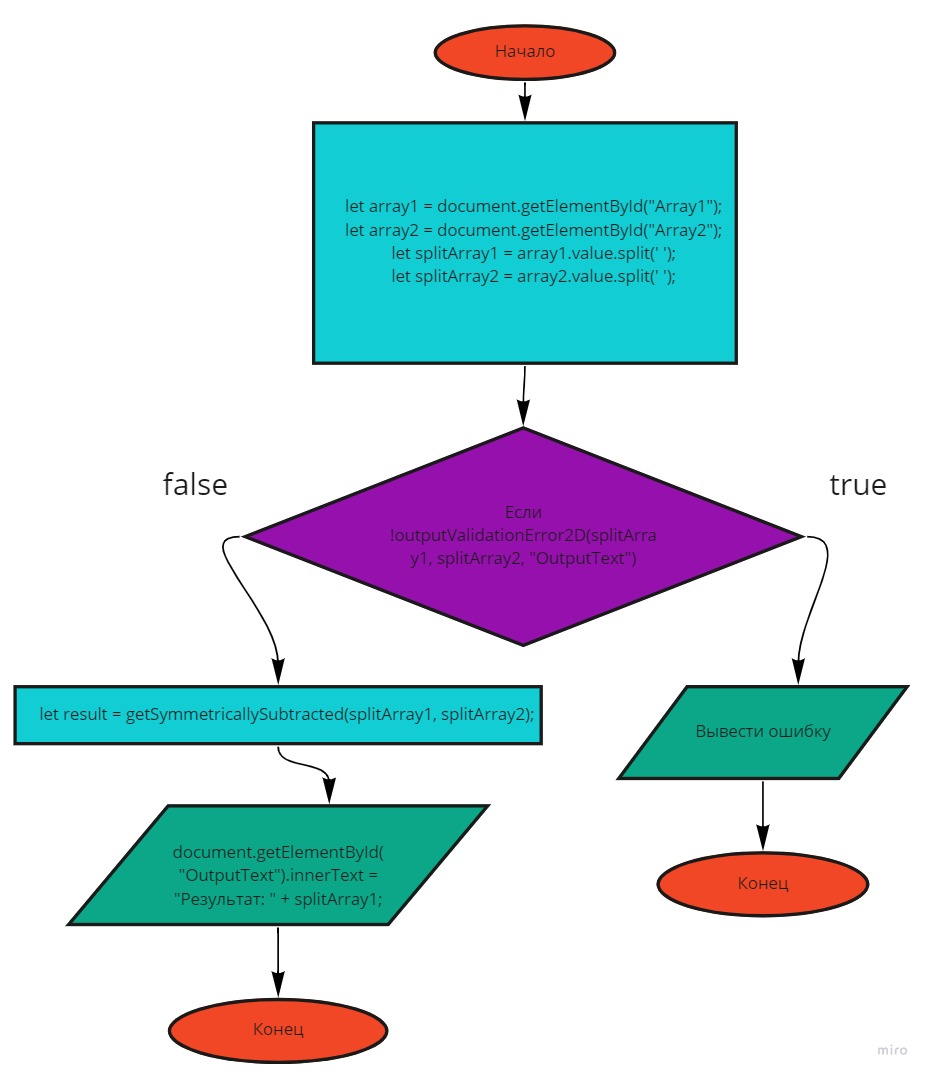 Начало
let array1 = document.getElementById("Array1");
let array2 = document.getElementById("Array2");
let splitArray1 = array1.value.split(' ');
let splitArray2 = array2.value.split(' ');
false
true
Если
!outputValidationError2D(splitArra
y1, splitArray2, "OutputText")
let result = getSymmetricallySubtracted(splitArray1, splitArray2);
Вывести ошибку
document.getElementById(
"OutputText").innerText =
"Результат: " + splitArray1;
Конец
Конец
miro